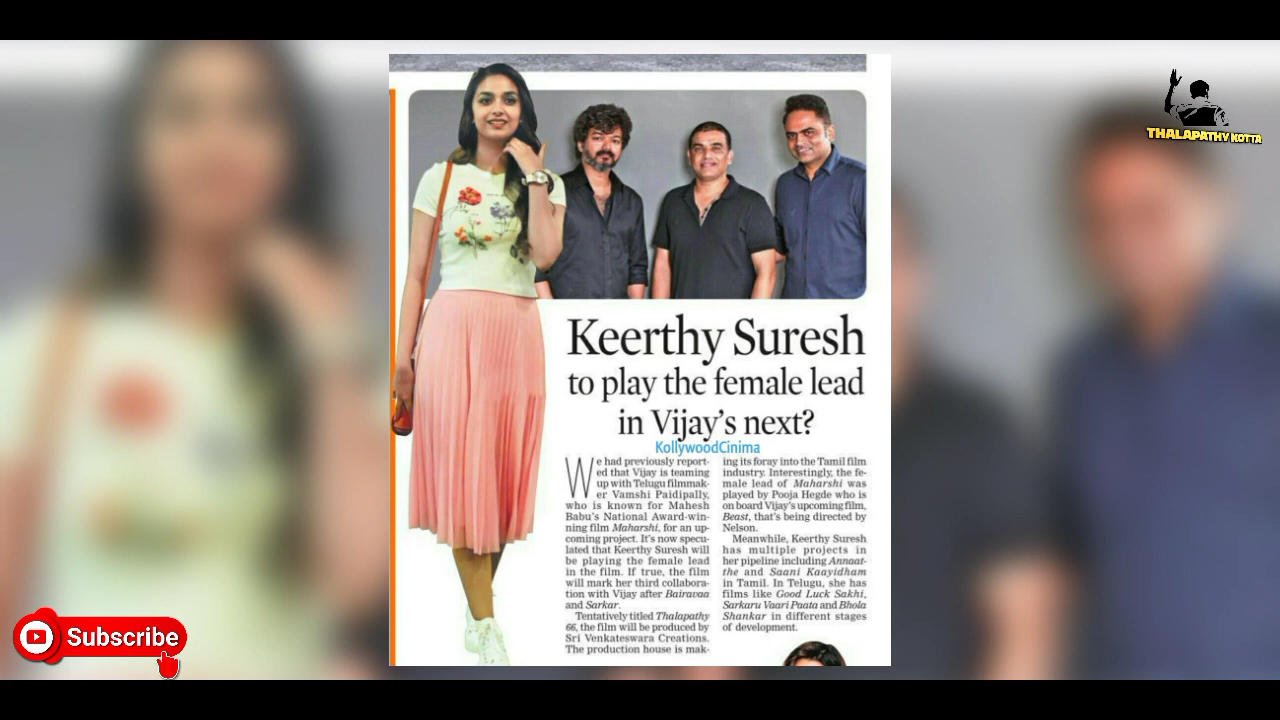 THALAPATHY KOTTA
Keerthy Suresh
to play the female lead
in Vijay's next?
KollywoodCinima
We had previously report-
ed that Vijay is teaming
up with Telugu filmmak-
er Vamshi Paidipally,
who is known for Mahesh
Babu's National Award-win-
ning film Maharshi, for an up-
coming project. It's now specu-
lated that Keerthy Suresh will
be playing the female lead
in the film. If true, the film
will mark her third collabora-
tion with Vijay after Bairavaa
and Sarkar.
Tentatively titled Thalapathy
66, the film will be produced by
Sri Venkateswara Creations.
The production house is mak-
ing its foray into the Tamil film
industry. Interestingly, the fe-
male lead of Maharshi was
played by Pooja Hegde who is
on board Vijay's upcoming film,
Beast, that's being directed by
Nelson.
Meanwhile, Keerthy Suresh
has multiple projects in
her pipeline including Annaat-
the and Saani Kaayidham
in Tamil. In Telugu, she has
films like Good Luck Sakhi,
Sarkaru Vaari Paata and Bhola
Shankar in different stages
of development.
Subscribe